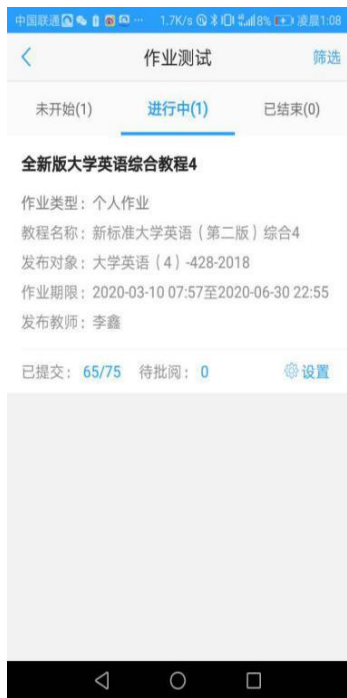 中国联通 ··· 1.7K/s 8% 凌晨1:08
作业测试 筛选
未开始(1) 进行中(1) 已结束(0)
全新版大学英语综合教程4
作业类型：个人作业
教程名称：新标准大学英语（第二版）综合4
发布对象：大学英语（4）-428-2018
作业期限：2020-03-10 07:57至2020-06-30 22:55
发布教师：李鑫
已提交：65/75 待批阅：0 设置